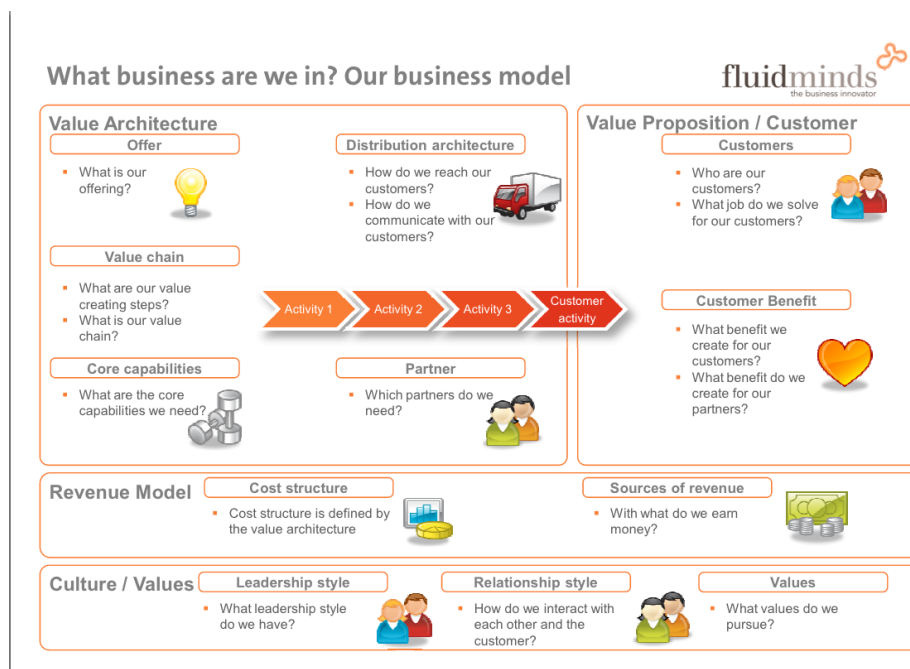 What business are we in? Our business model
fluidminds
the business innovator
Value Architecture
Offer
What is our
offering?
Distribution architecture
How do we reach our
customers?
How do we
communicate with our
customers?
Value chain
What are our value
creating steps?
What is our value
chain?
Activity 1
Activity 2
Activity 3
Customer
activity
Core capabilities
What are the core
capabilities we need?
Partner
Which partners do we
need?
Value Proposition / Customer
Customers
Who are our
customers?
What job do we solve
for our customers?
Customer Benefit
What benefit we
create for our
customers?
What benefit do we
create for our
partners?
Revenue Model
Cost structure
Cost structure is defined by
the value architecture
Sources of revenue
With what do we earn
money?
Culture / Values
Leadership style
What leadership style
do we have?
Relationship style
How do we interact with
each other and the
customer?
Values
What values do we
pursue?